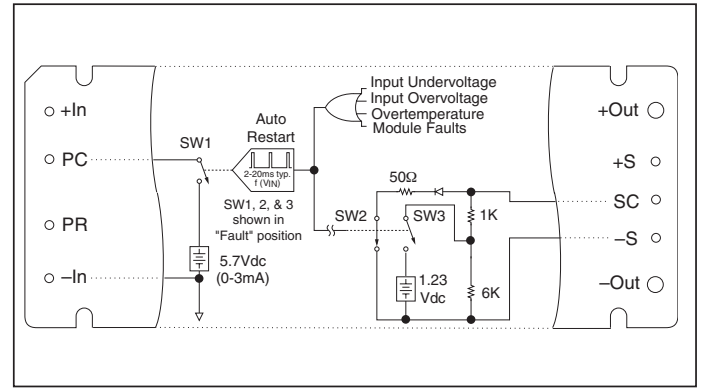 +In
PC
PR
–In
SW1
Auto
Restart
2-20ms typ.
f (VIN)
SW1, 2, & 3
shown in
"Fault" position
5.7Vdc
(0-3mA)
Input Undervoltage
Input Overvoltage
Overtemperature
Module Faults
50Ω
SW2
SW3
1K
1.23
Vdc
6K
+Out
+S
SC
–S
–Out